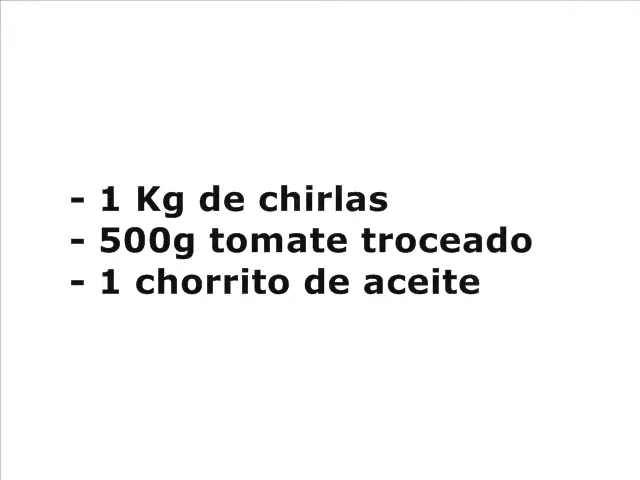 - 1 Kg de chirlas
- 500g tomate troceado
- 1 chorrito de aceite